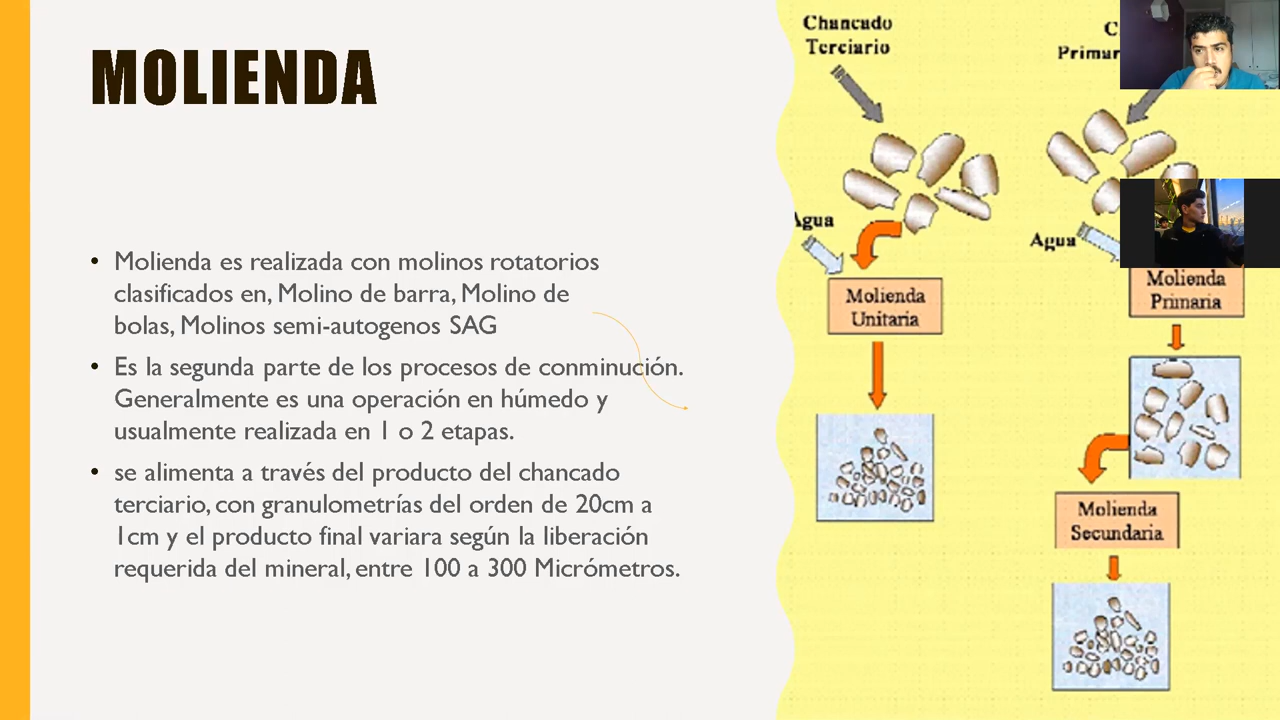 MOLIENDA
• Molienda es realizada con molinos rotatorios
clasificados en, Molino de barra, Molino de
bolas, Molinos semi-autogenos SAG
• Es la segunda parte de los procesos de conminución.
Generalmente es una operación en húmedo y
usualmente realizada en 1 o 2 etapas.
• se alimenta a través del producto del chancado
terciario, con granulometrías del orden de 20cm a
1cm y el producto final variara según la liberación
requerida del mineral, entre 100 a 300 Micrómetros.
Chancado
Terciario
Agua
Molienda
Unitaria
Agua
Molienda
Primaria
Molienda
Secundaria